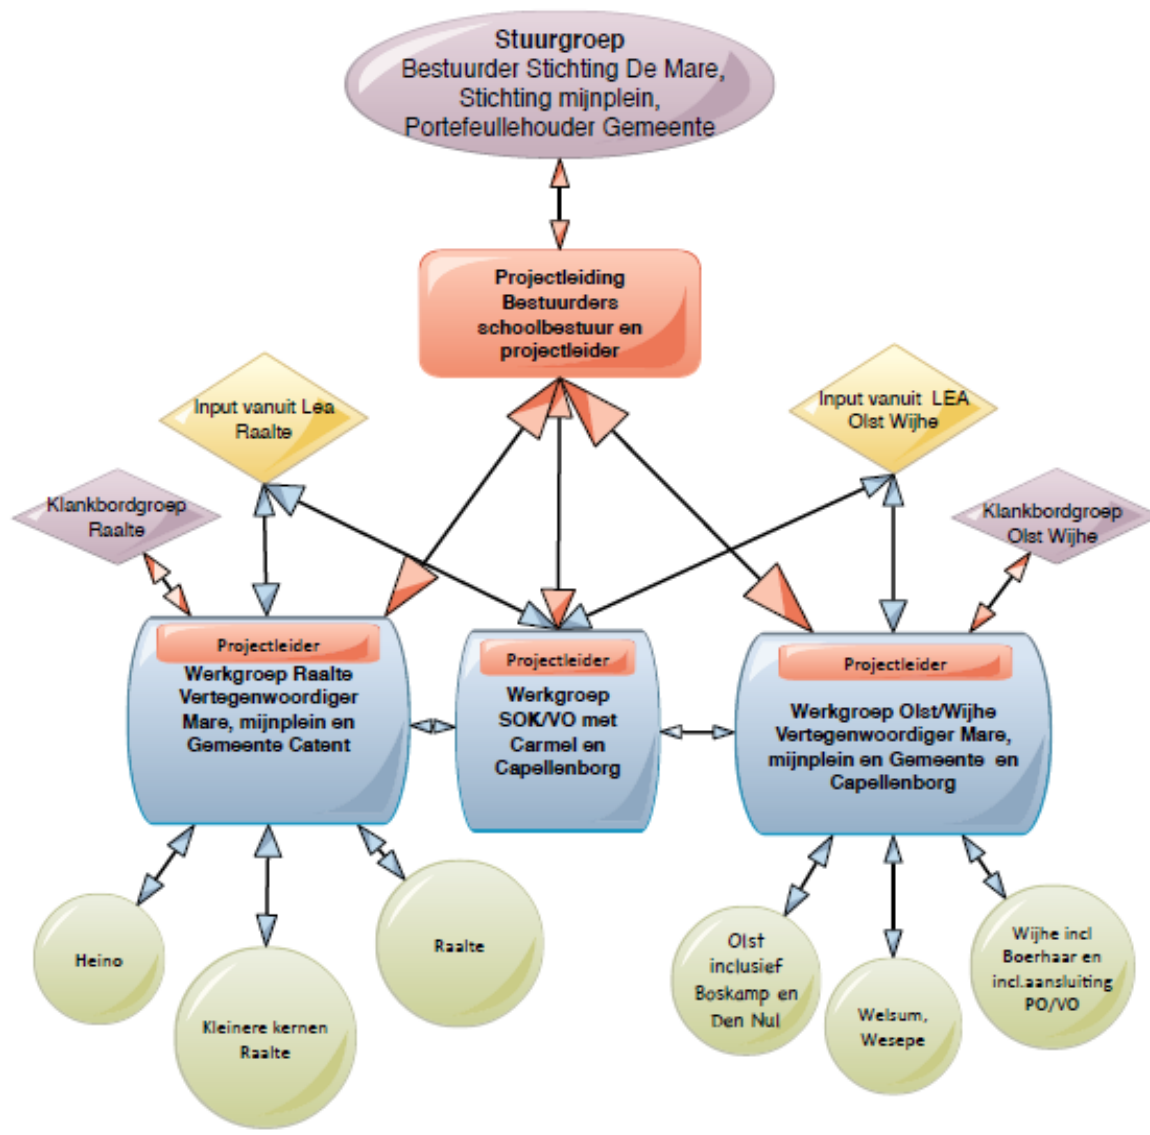 Stuurgroep
Bestuurder Stichting De Mare,
Stichting mijnplein,
Portefeullehouder Gemeente
Projectleiding
Bestuurders
schoolbestuur en
projectleider
Input vanuit Lea
Raalte
Input vanuit LEA
Olst Wijhe
Klankbordgroep
Raalte
Klankbordgroep
Olst Wijhe
Projectleider
Werkgroep Raalte
Vertegenwoordiger
Mare, mijnplein en
Gemeente Catent
Projectleider
Werkgroep
SOK/VO met
Carmel en
Capellenborg
Projectleider
Werkgroep Olst/Wijhe
Vertegenwoordiger Mare,
mijnplein en Gemeente en
Capellenborg
Heino
Kleinere kernen
Raalte
Raalte
Olst
inclusief
Boskamp en
Den Nul
Welsum,
Wesepe
Wijhe incl
Boerhaar en
incl.aansluiting
PO/VO